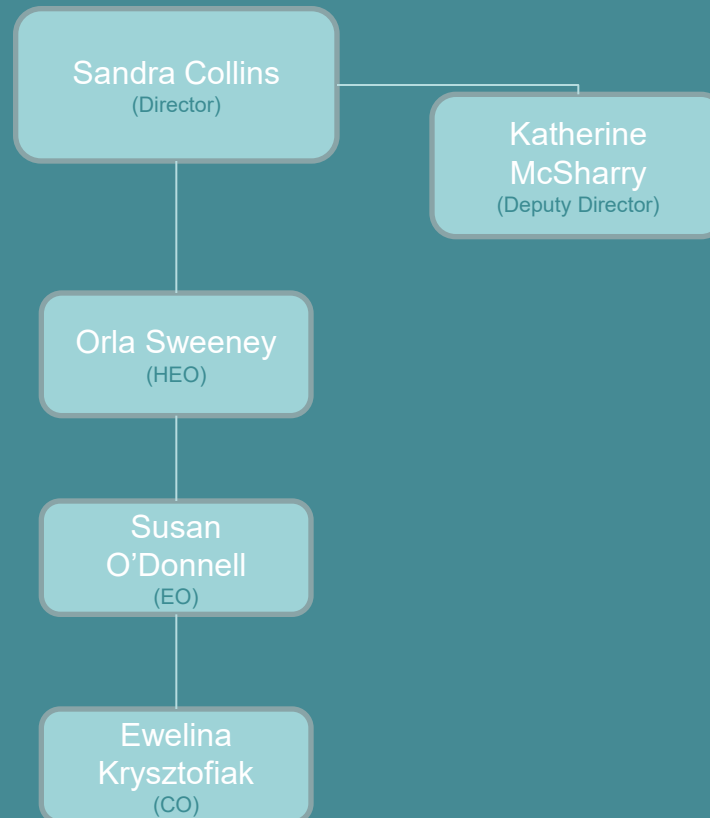 Sandra Collins
(Director)
Katherine
McSharry
(Deputy Director)
Orla Sweeney
(HEO)
Susan
O’Donnell
(EO)
Ewelina
Krysztofiak
(CO)